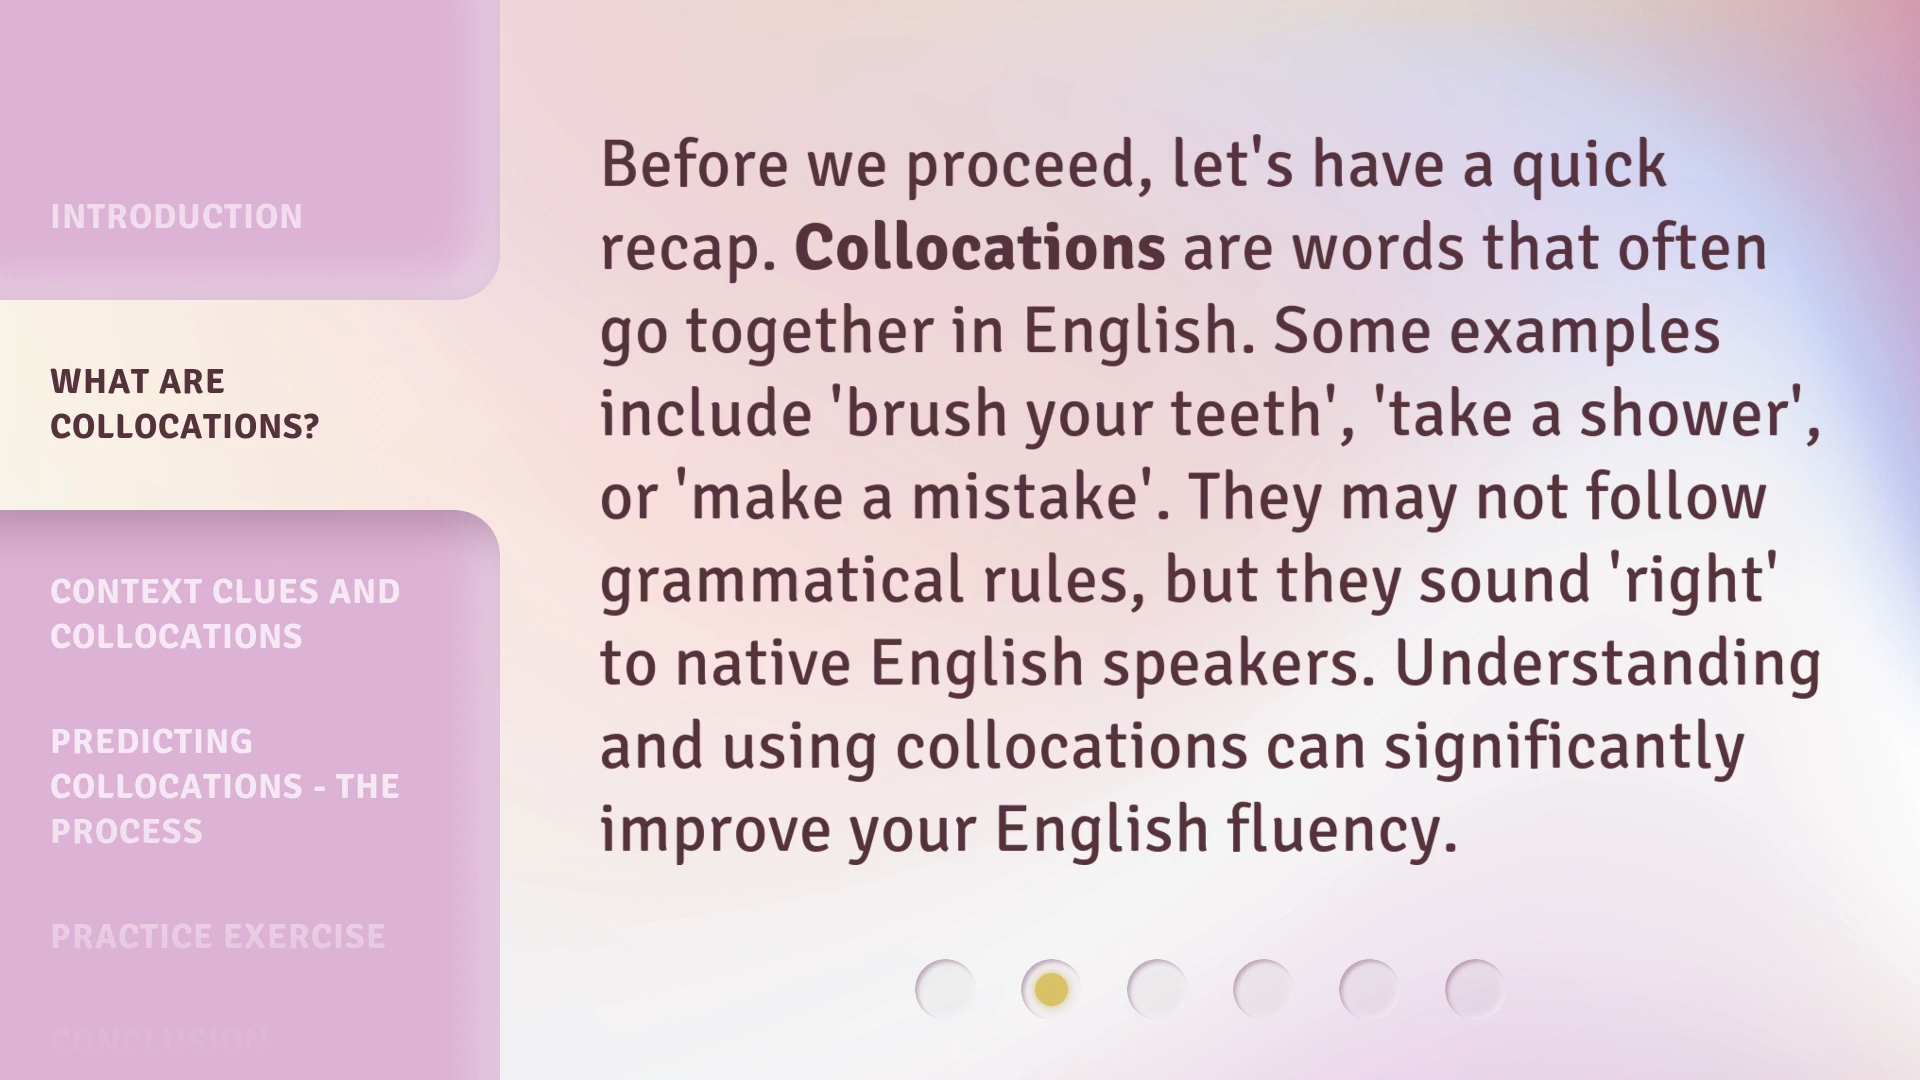 INTRODUCTION
WHAT ARE
COLLOCATIONS?
CONTEXT CLUES AND
COLLOCATIONS
PREDICTING
COLLOCATIONS - THE
PROCESS
PRACTICE EXERCISE
CONCLUSION
Before we proceed, let's have a quick
recap. Collocations are words that often
go together in English. Some examples
include 'brush your teeth', 'take a shower',
or 'make a mistake'. They may not follow
grammatical rules, but they sound 'right'
to native English speakers. Understanding
and using collocations can significantly
improve your English fluency.